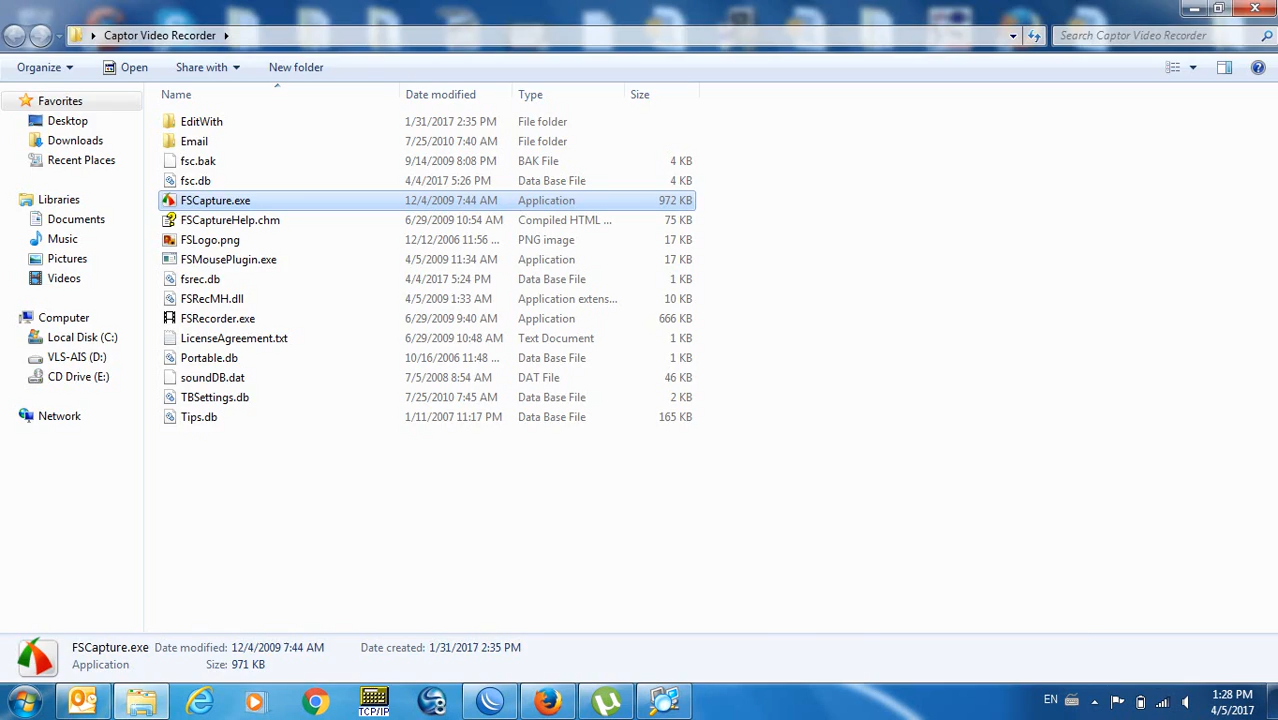 Captor Video Recorder
Search Captor Video Recorder
Organize Open Share with New folder
Name Date modified Type Size
Favorites
Desktop
Downloads
Recent Places
Libraries
Documents
Music
Pictures
Videos
Computer
Local Disk (C:)
VLS-AIS (D:)
CD Drive (E:)
Network
EditWith 1/31/2017 2:35 PM File folder
Email 7/25/2010 7:40 AM File folder
fsc.bak 9/14/2009 8:08 PM BAK File 4 KB
fsc.db 4/4/2017 5:26 PM Data Base File 4 KB
FSCapture.exe 12/4/2009 7:44 AM Application 972 KB
FSCaptureHelp.chm 6/29/2009 10:54 AM Compiled HTML ... 75 KB
FSLogo.png 12/12/2006 11:56 ... PNG image 17 KB
FSMousePlugin.exe 4/5/2009 11:34 AM Application 17 KB
fsrec.db 4/4/2017 5:24 PM Data Base File 1 KB
FSRecMH.dll 4/5/2009 1:33 AM Application extens... 10 KB
FSRecorder.exe 6/29/2009 9:40 AM Application 666 KB
LicenseAgreement.txt 6/29/2009 10:48 AM Text Document 1 KB
Portable.db 10/16/2006 11:48 ... Data Base File 1 KB
soundDB.dat 7/5/2008 8:54 AM DAT File 46 KB
TBSettings.db 7/25/2010 7:45 AM Data Base File 2 KB
Tips.db 1/11/2007 11:17 PM Data Base File 165 KB
FSCapture.exe Date modified: 12/4/2009 7:44 AM Date created: 1/31/2017 2:35 PM
Application Size: 971 KB
TCP/IP
EN
1:28 PM
4/5/2017